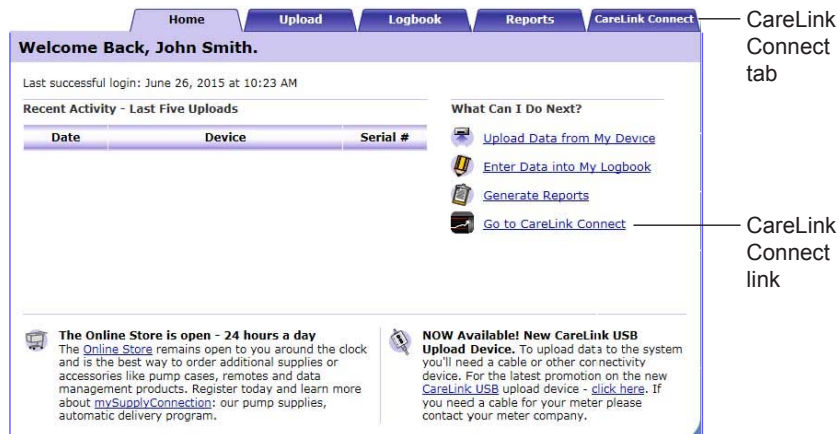 Home
Upload
Logbook
Reports
CareLink Connect
CareLink
Connect
tab
Welcome Back, John Smith.
Last successful login: June 26, 2015 at 10:23 AM
Recent Activity - Last Five Uploads
Date
Device
Serial #
What Can I Do Next?
Upload Data from My Device
Enter Data into My Logbook
Generate Reports
Go to CareLink Connect
CareLink
Connect
link
The Online Store is open - 24 hours a day
The Online Store remains open to you around the clock
and is the best way to order additional supplies or
accessories like pump cases, remotes and data
management products. Register today and learn more
about mySupplyConnection: our pump supplies,
automatic delivery program.
NOW Available! New CareLink USB
Upload Device. To upload data to the system
you'll need a cable or other connectivity
device. For the latest promotion on the new
CareLink USB upload device - click here. If
you need a cable for your meter please
contact your meter company.